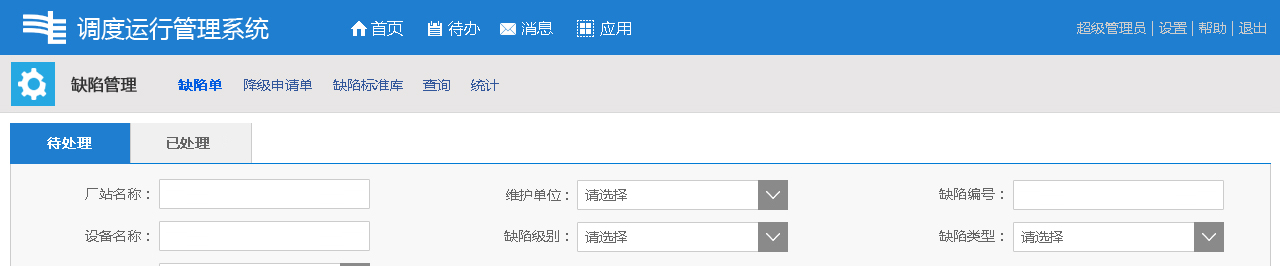 调度运行管理系统 首页 待办 消息 应用 超级管理员 | 设置 | 帮助 | 退出
缺陷管理 缺陷单 降级申请单 缺陷标准库 查询 统计
待处理 已处理
厂站名称： 维护单位： 请选择 缺陷编号：
设备名称： 缺陷级别： 请选择 缺陷类型： 请选择